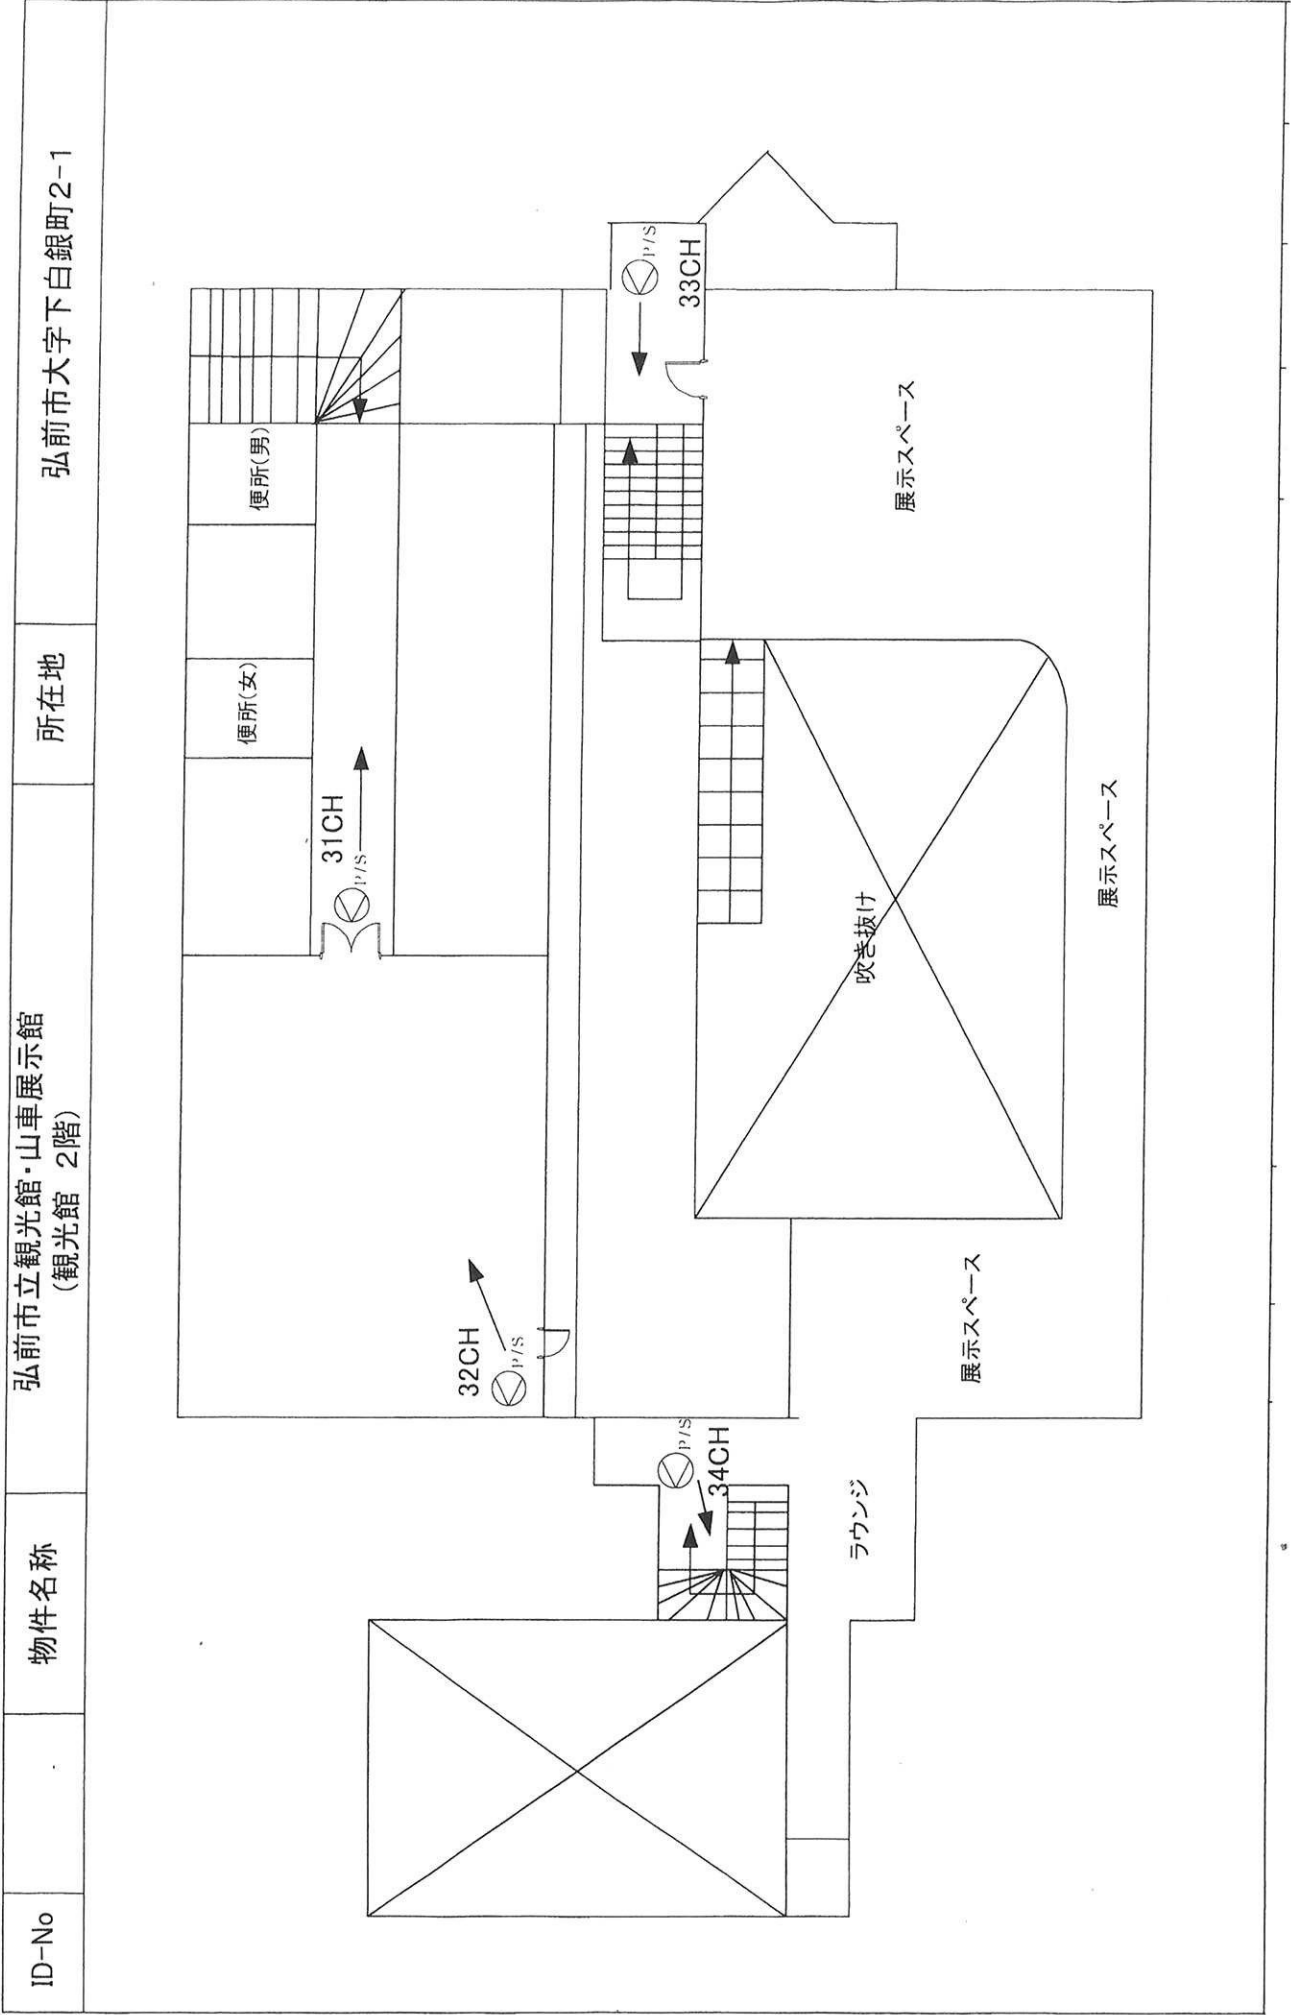 ID-No
物件名称
弘前市立観光館・山車展示館
(観光館 2階)
所在地
弘前市大字下白銀町2-1
便所(女)
便所(男)
31CH
P/S
32CH
P/S
33CH
P/S
34CH
P/S
吹き抜け
展示スペース
展示スペース
展示スペース
ラウンジ